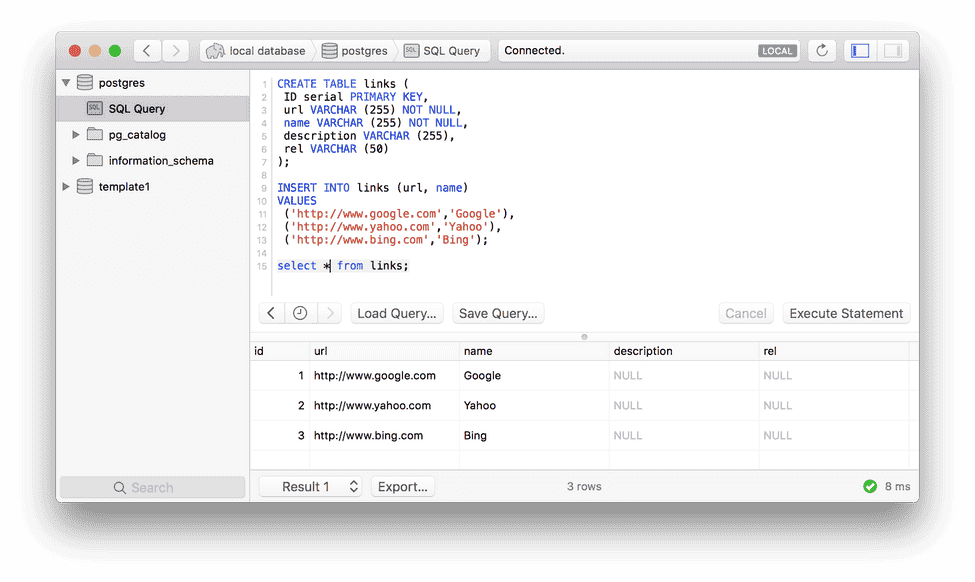 local database postgres SQL Query Connected. LOCAL
postgres
SQL Query
pg_catalog
information_schema
template1
Search
1 CREATE TABLE links (
2 ID serial PRIMARY KEY,
3 url VARCHAR (255) NOT NULL,
4 name VARCHAR (255) NOT NULL,
5 description VARCHAR (255),
6 rel VARCHAR (50)
7 );
8
9 INSERT INTO links (url, name)
10 VALUES
11 ('http://www.google.com','Google'),
12 ('http://www.yahoo.com','Yahoo'),
13 ('http://www.bing.com','Bing');
14
15 select * from links;
Load Query... Save Query... Cancel Execute Statement
id url name description rel
1 http://www.google.com Google NULL NULL
2 http://www.yahoo.com Yahoo NULL NULL
3 http://www.bing.com Bing NULL NULL
Result 1 Export... 3 rows 8 ms